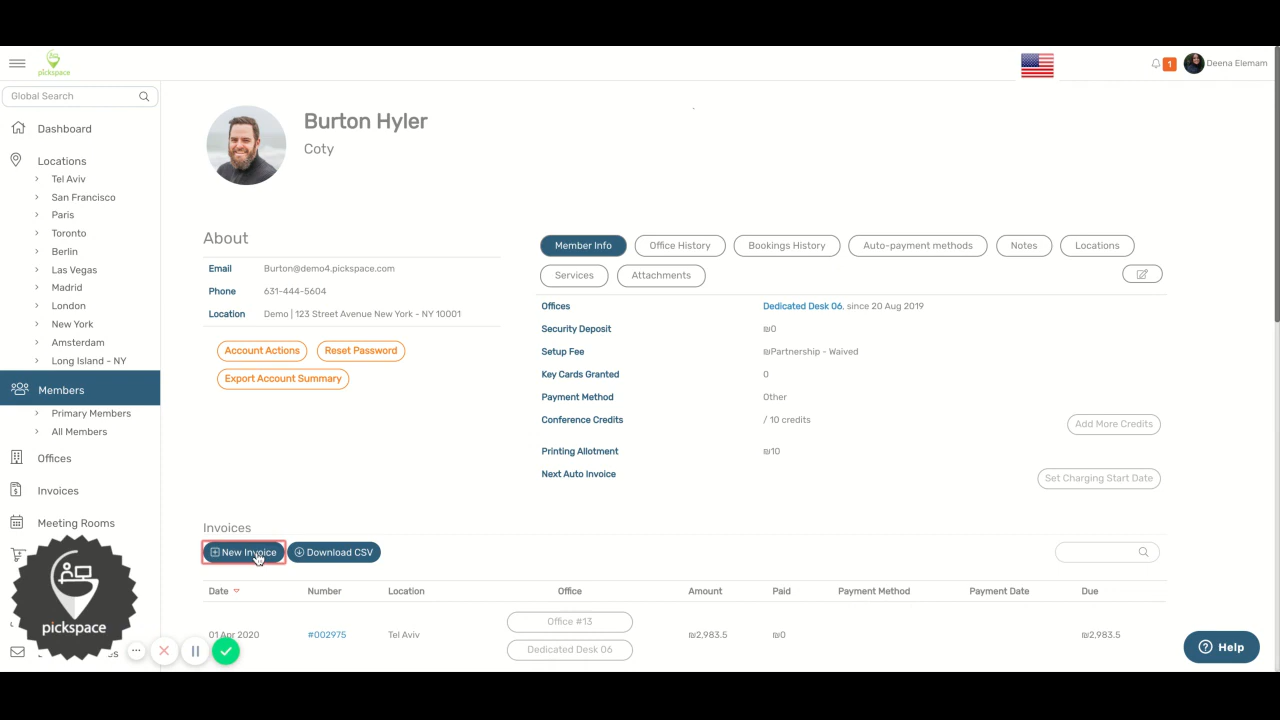 pickspace
1
Deena Elemam
Global Search
Dashboard
Locations
Tel Aviv
San Francisco
Paris
Toronto
Berlin
Las Vegas
Madrid
London
New York
Amsterdam
Long Island - NY
Members
Primary Members
All Members
Offices
Invoices
Meeting Rooms
pickspace
Burton Hyler
Coty
About
Email Burton@demo4.pickspace.com
Phone 631-444-5604
Location Demo | 123 Street Avenue New York - NY 10001
Account Actions Reset Password
Export Account Summary
Member Info Office History Bookings History Auto-payment methods Notes Locations
Services Attachments
Offices Dedicated Desk 06, since 20 Aug 2019
Security Deposit ₪0
Setup Fee ₪Partnership - Waived
Key Cards Granted 0
Payment Method Other
Conference Credits / 10 credits Add More Credits
Printing Allotment ₪10
Next Auto Invoice Set Charging Start Date
Invoices
New Invoice Download CSV
Date Number Location Office Amount Paid Payment Method Payment Date Due
Office #13
01 Apr 2020 #002975 Tel Aviv ₪2,983.5 ₪0 ₪2,983.5
Dedicated Desk 06
Help